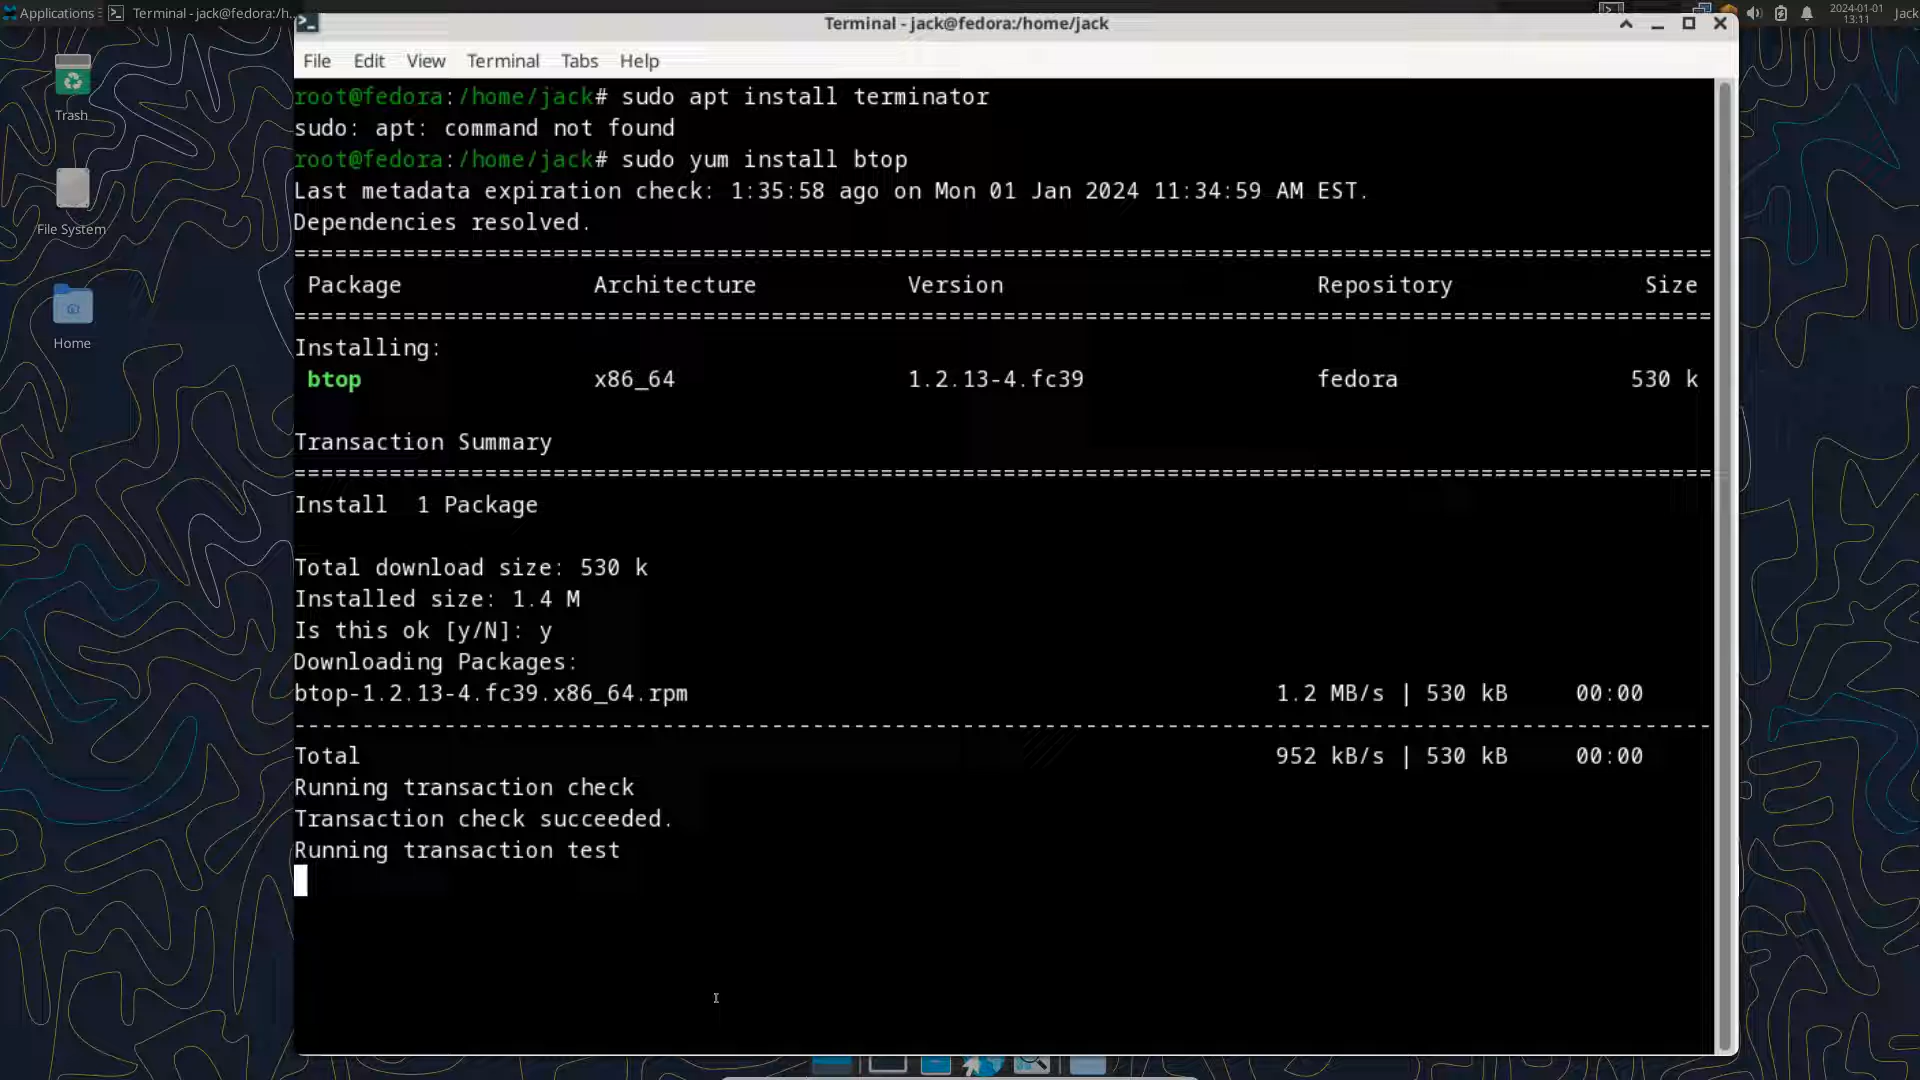 Applications
Terminal - jack@fedora:/h...
Terminal - jack@fedora:/home/jack
2024-01-01
13:11
Jack
File Edit View Terminal Tabs Help
Trash
File System
Home
root@fedora:/home/jack# sudo apt install terminator
sudo: apt: command not found
root@fedora:/home/jack# sudo yum install btop
Last metadata expiration check: 1:35:58 ago on Mon 01 Jan 2024 11:34:59 AM EST.
Dependencies resolved.
================================================================================
Package Architecture Version Repository Size
================================================================================
Installing:
btop x86_64 1.2.13-4.fc39 fedora 530 k
Transaction Summary
================================================================================
Install  1 Package
Total download size: 530 k
Installed size: 1.4 M
Is this ok [y/N]: y
Downloading Packages:
btop-1.2.13-4.fc39.x86_64.rpm 1.2 MB/s | 530 kB 00:00
--------------------------------------------------------------------------------
Total 952 kB/s | 530 kB 00:00
Running transaction check
Transaction check succeeded.
Running transaction test